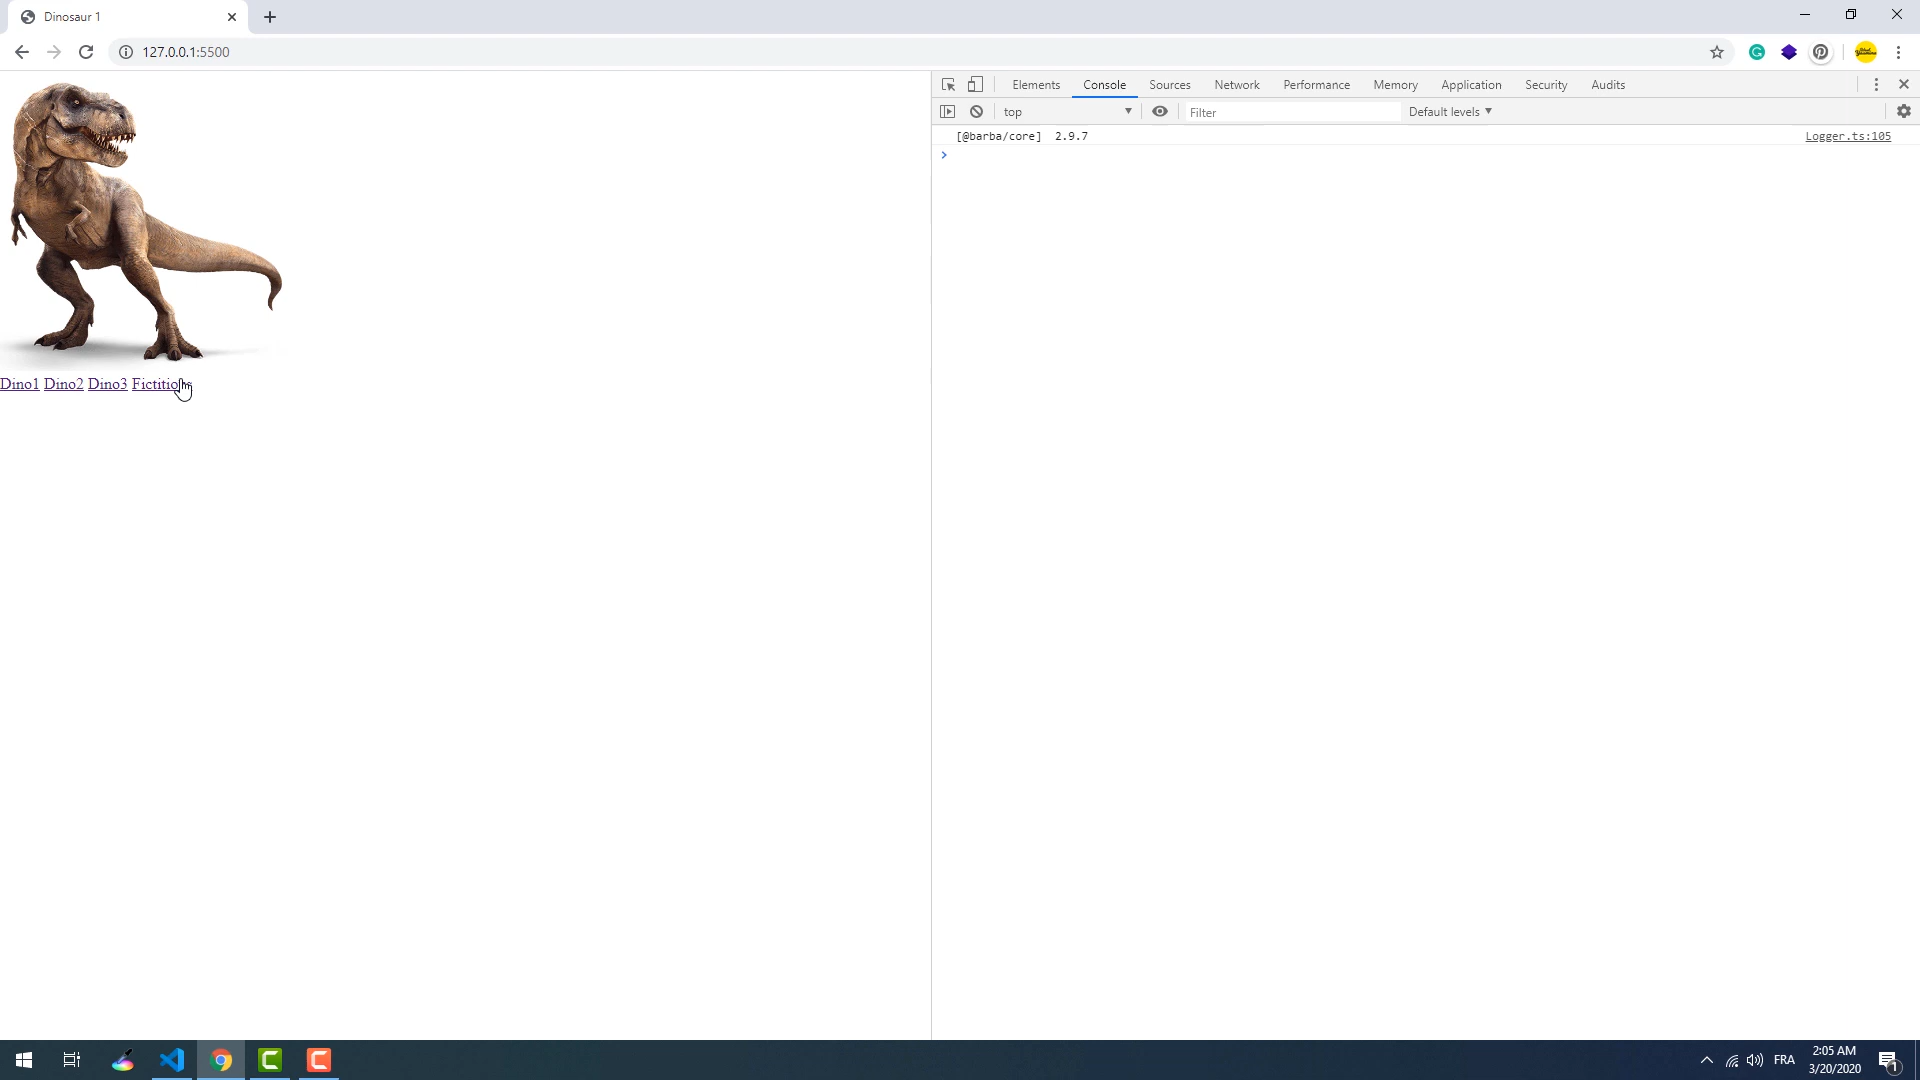 Dinosaur 1
127.0.0.1:5500
Elements Console Sources Network Performance Memory Application Security Audits
top Filter Default levels
[@barba/core] 2.9.7 Logger.ts:105
Dino1 Dino2 Dino3
FRA
2:05 AM
3/20/2020
1